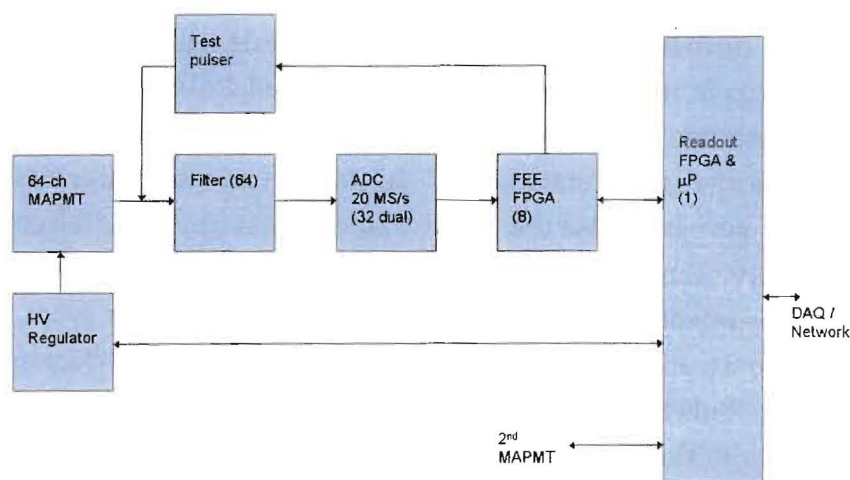 Test
pulser
64-ch
MAPMT
Filter (64)
ADC
20 MS/s
(32 dual)
FEE
FPGA
(8)
Readout
FPGA &
µP
(1)
HV
Regulator
DAQ /
Network
2nd
MAPMT